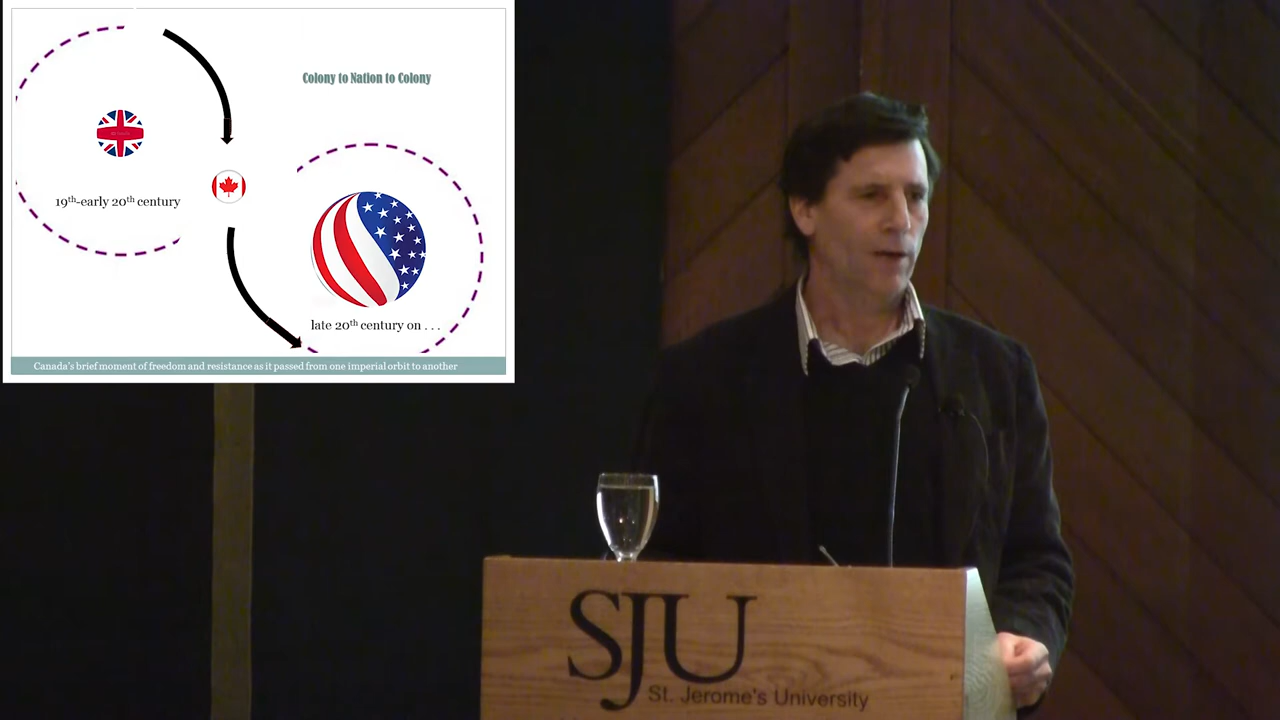 Colony to Nation to Colony
19th-early 20th century
late 20th century on . . .
Canada's brief moment of freedom and resistance as it passed from one imperial orbit to another
SJU
St. Jerome's University